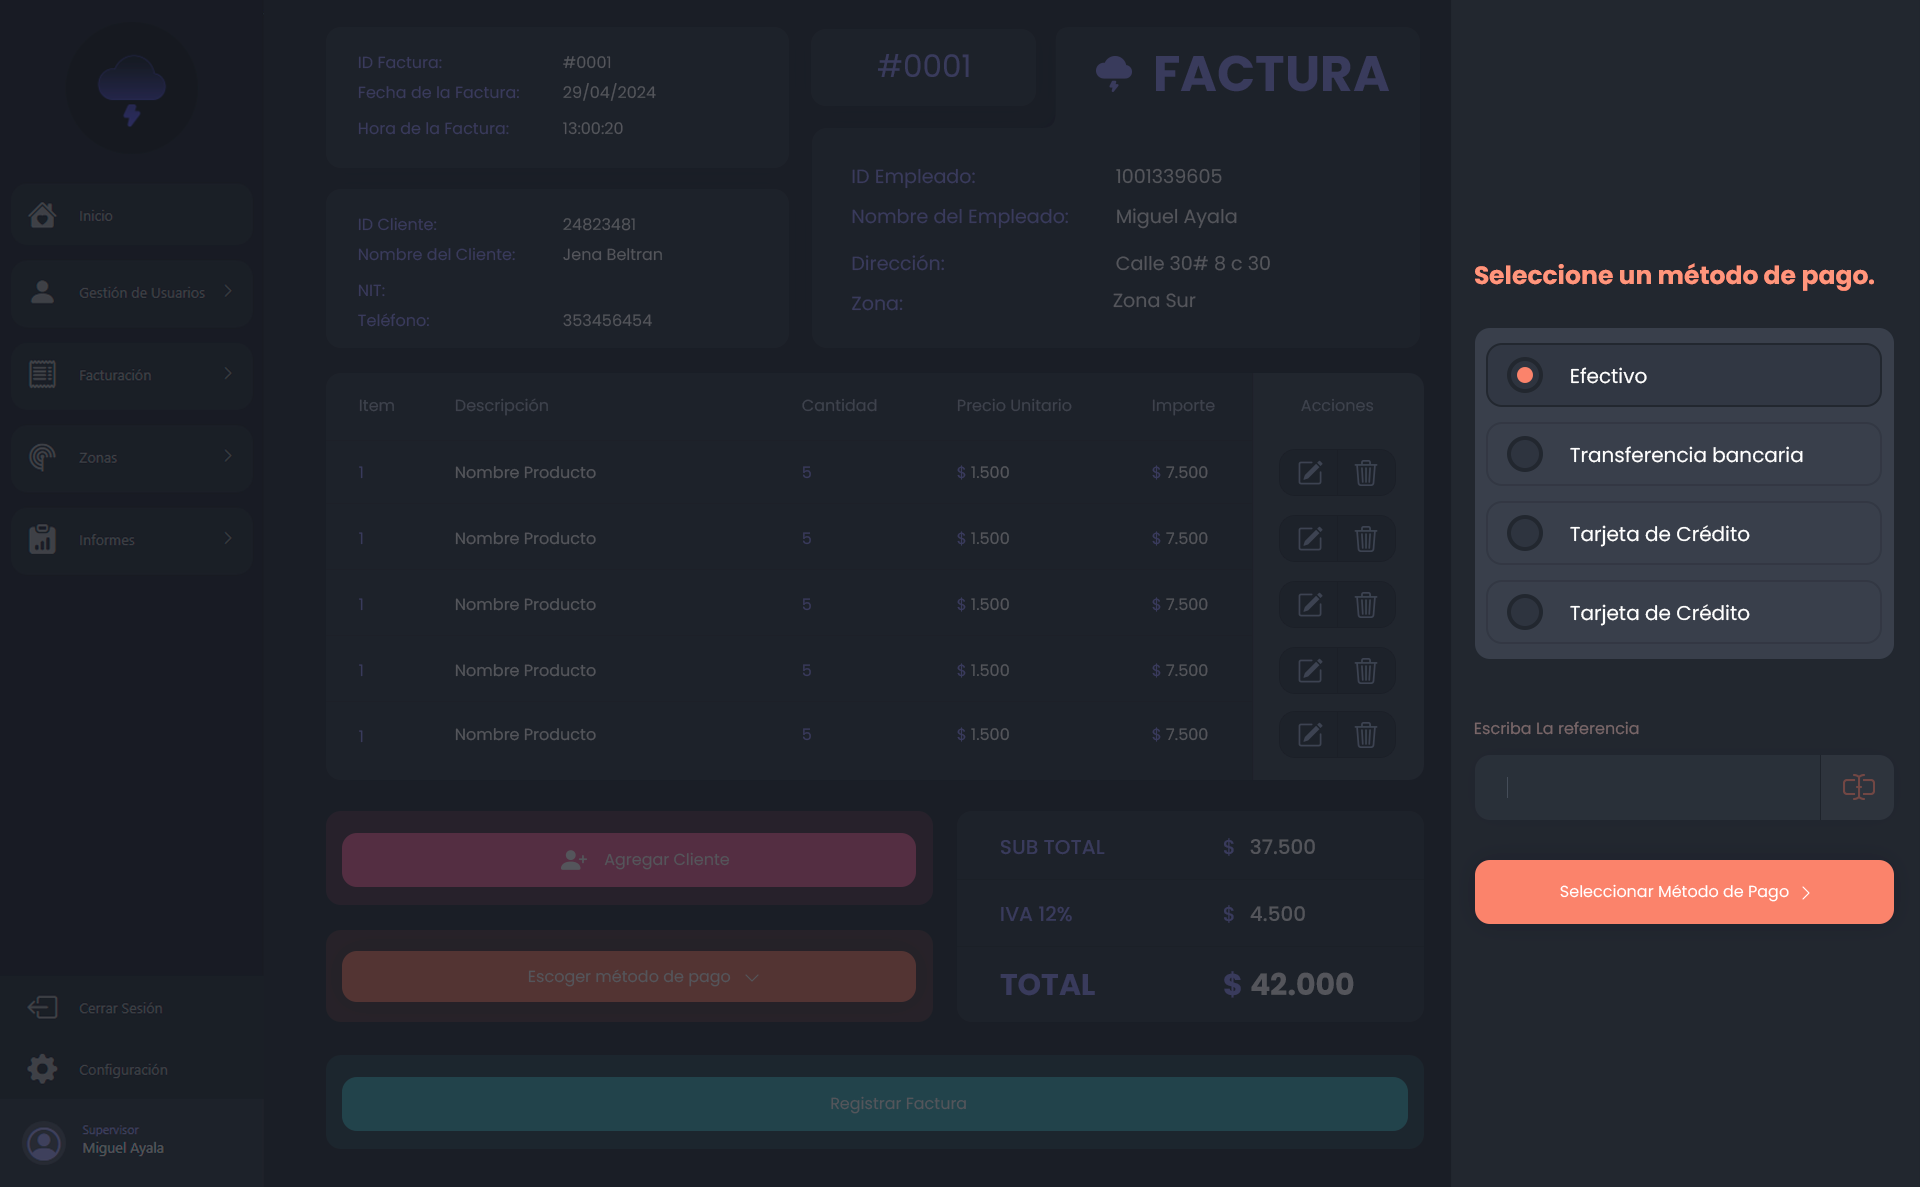 Inicio
Gestión de Usuarios
Facturación
Zonas
Informes
Cerrar Sesión
Configuración
Supervisor
Miguel Ayala
ID Factura: #0001
Fecha de la Factura: 29/04/2024
Hora de la Factura: 13:00:20
ID Cliente: 24823481
Nombre del Cliente: Jena Beltran
NIT:
Teléfono: 353456454
#0001
FACTURA
ID Empleado: 1001339605
Nombre del Empleado: Miguel Ayala
Dirección: Calle 30# 8 c 30
Zona: Zona Sur
Item Descripción Cantidad Precio Unitario Importe Acciones
1 Nombre Producto 5 $ 1.500 $ 7.500
1 Nombre Producto 5 $ 1.500 $ 7.500
1 Nombre Producto 5 $ 1.500 $ 7.500
1 Nombre Producto 5 $ 1.500 $ 7.500
1 Nombre Producto 5 $ 1.500 $ 7.500
Agregar Cliente
Escoger método de pago
SUB TOTAL $ 37.500
IVA 12% $ 4.500
TOTAL $ 42.000
Registrar Factura
Seleccione un método de pago.
Efectivo
Transferencia bancaria
Tarjeta de Crédito
Tarjeta de Crédito
Escriba La referencia
Seleccionar Método de Pago